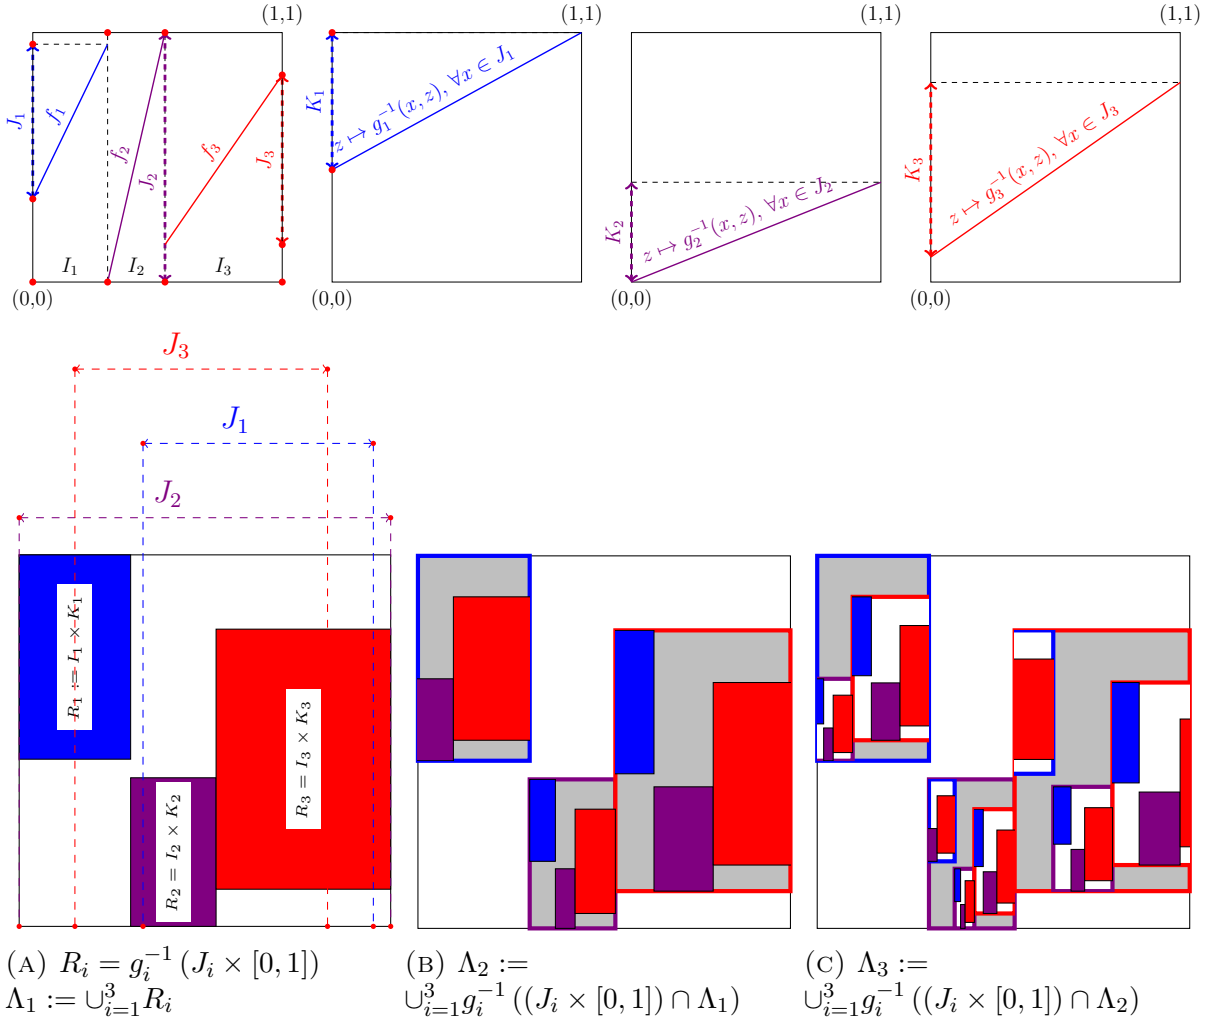 (1,1)
(1,1)
(1,1)
(1,1)
J₁
f₁
f₂
J₂
f₃
J₃
I₁
I₂
I₃
(0,0)
K₁
z ↦ g₁⁻¹(x, z), ∀x ∈ J₁
(0,0)
K₂
z ↦ g₂⁻¹(x, z), ∀x ∈ J₂
(0,0)
K₃
z ↦ g₃⁻¹(x, z), ∀x ∈ J₃
(0,0)
J₃
J₁
J₂
R₁ := I₁ × K₁
R₂ = I₂ × K₂
R₃ = I₃ × K₃
(A) Rᵢ = gᵢ⁻¹ (Jᵢ × [0, 1])
Λ₁ := ∪³ᵢ₌₁Rᵢ
(B) Λ₂ :=
∪³ᵢ₌₁gᵢ⁻¹ ((Jᵢ × [0, 1]) ∩ Λ₁)
(C) Λ₃ :=
∪³ᵢ₌₁gᵢ⁻¹ ((Jᵢ × [0, 1]) ∩ Λ₂)